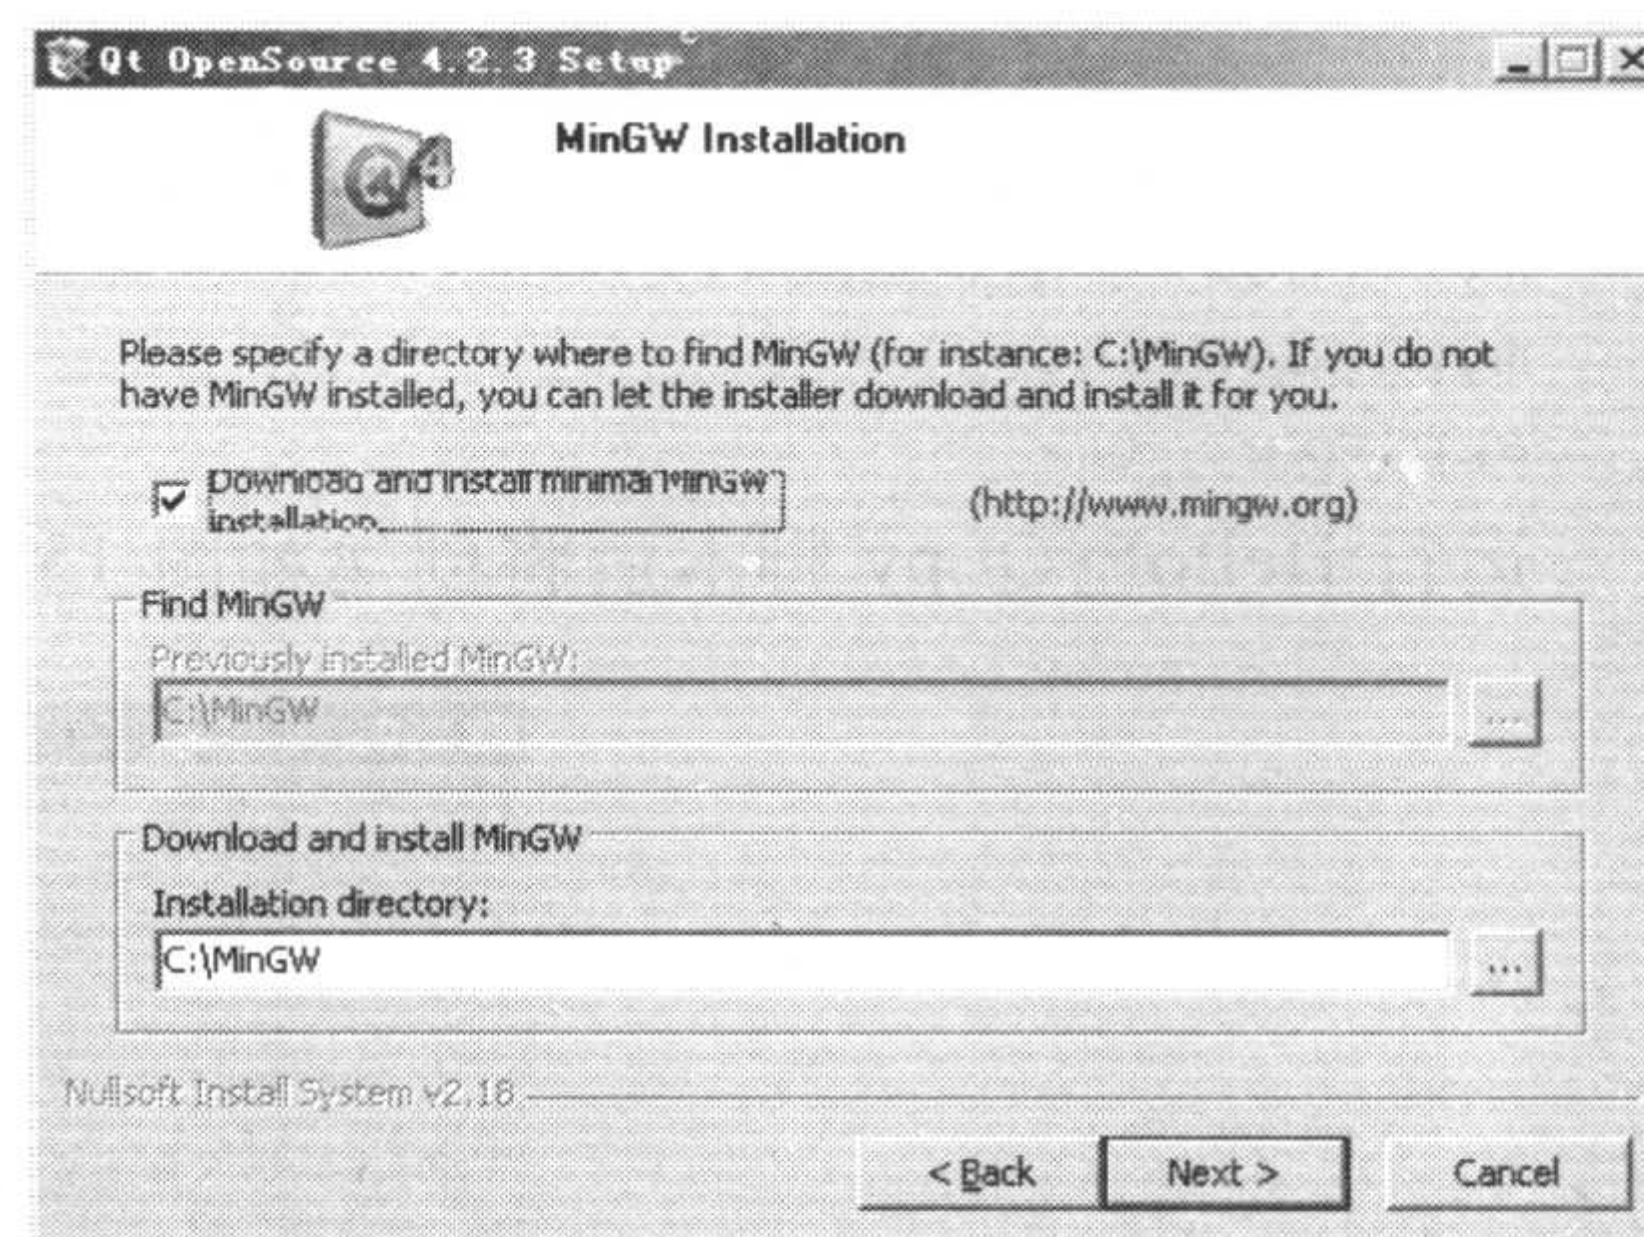 Qt OpenSource 4.2.3 Setup
MinGW Installation
Please specify a directory where to find MinGW (for instance: C:\MinGW). If you do not
have MinGW installed, you can let the installer download and install it for you.
Download and install minimal MinGW
installation.
(http://www.mingw.org)
Find MinGW
Previously installed MinGW:
C:\MinGW
...
Download and install MinGW
Installation directory:
C:\MinGW
...
Nullsoft Install System v2.18
< Back
Next >
Cancel